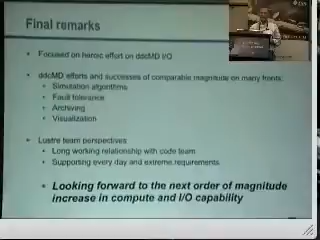 Final remarks
• Focused on heroic effort on ddcMD I/O
• ddcMD efforts and successes of comparable magnitude on many fronts:
• Simulation algorithms
• Fault tolerance
• Archiving
• Visualization
• Lustre team perspectives
• Long working relationship with code team
• Supporting every day and extreme requirements
• Looking forward to the next order of magnitude
increase in compute and I/O capability